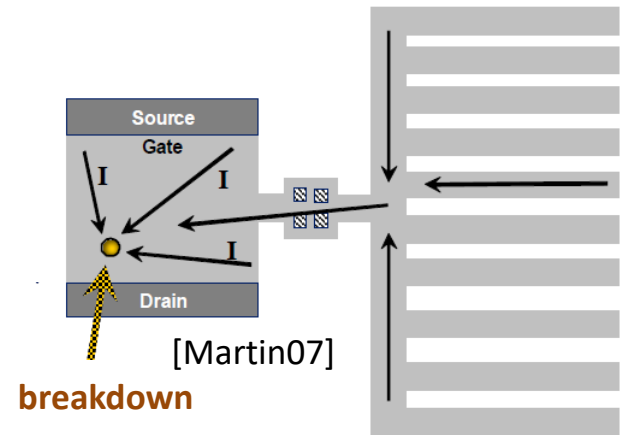 Source
Gate
I
I
I
Drain
[Martin07]
breakdown